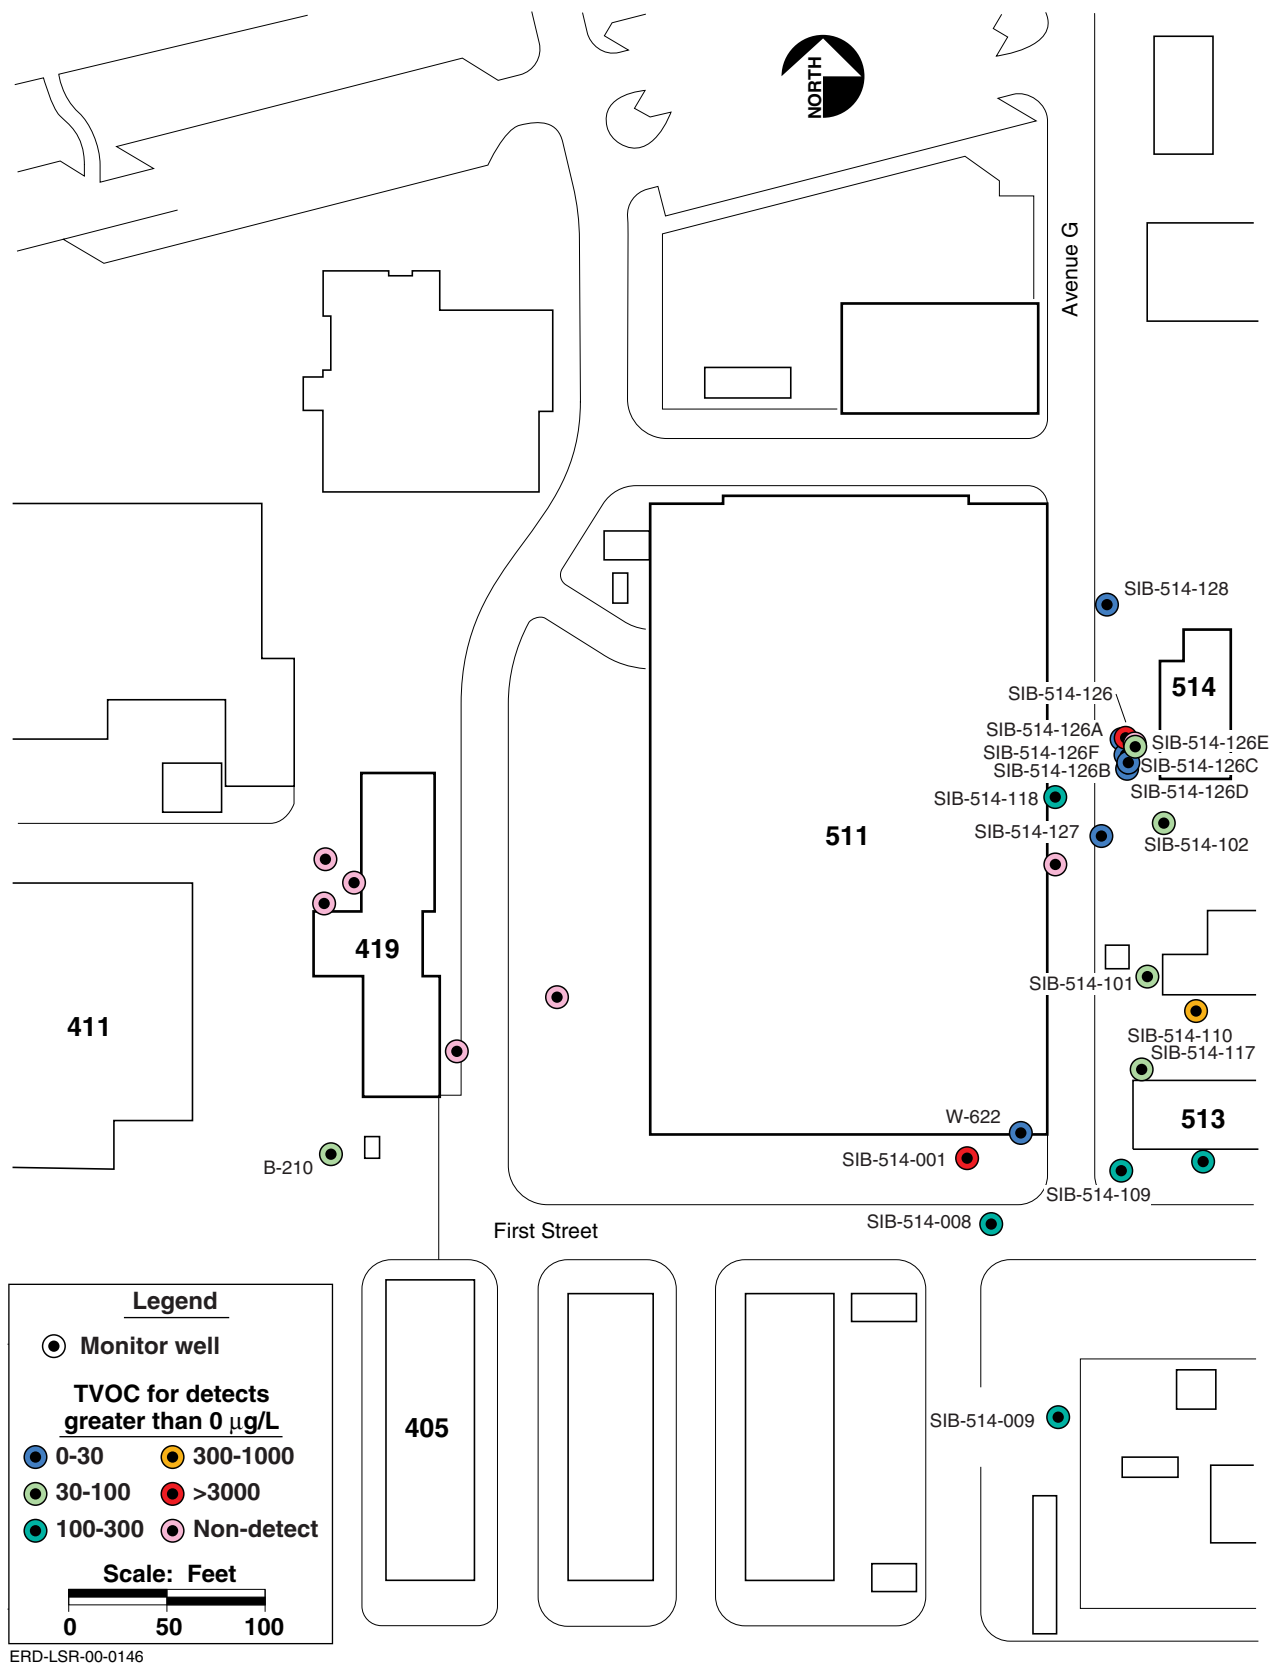 NORTH
Avenue G
SIB-514-128
514
SIB-514-126
SIB-514-126A
SIB-514-126E
SIB-514-126F
SIB-514-126C
SIB-514-126B
SIB-514-126D
SIB-514-118
SIB-514-127
511
SIB-514-102
419
SIB-514-101
411
SIB-514-110
SIB-514-117
W-622
513
SIB-514-001
B-210
SIB-514-109
SIB-514-008
First Street
405
SIB-514-009
Legend
Monitor well
TVOC for detects
greater than 0 µg/L
0-30
300-1000
30-100
>3000
100-300
Non-detect
Scale: Feet
0 50 100
ERD-LSR-00-0146